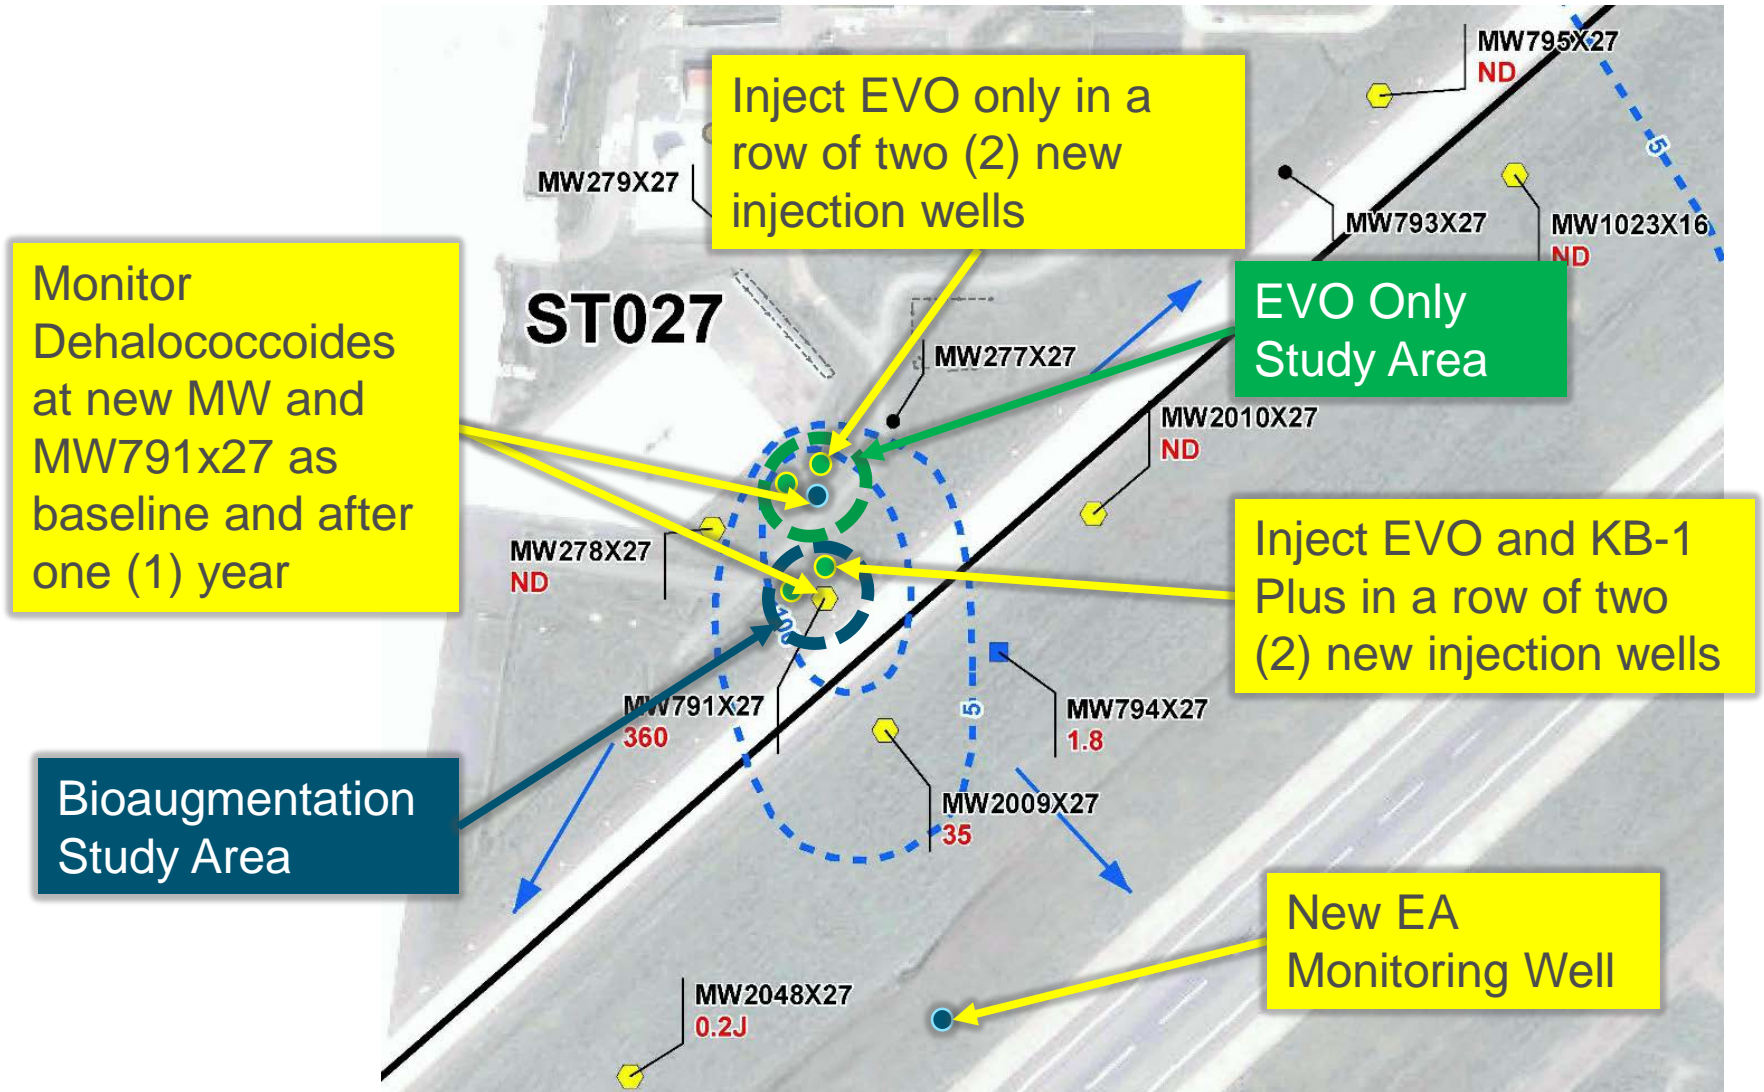 MW795X27
ND
Inject EVO only in a
row of two (2) new
injection wells
5
MW279X27
MW793X27
MW1023X16
ND
Monitor
Dehalococcoides
at new MW and
MW791x27 as
baseline and after
one (1) year
ST027
EVO Only
Study Area
MW277X27
MW2010X27
ND
MW278X27
ND
Inject EVO and KB-1
Plus in a row of two
(2) new injection wells
100
MW791X27
360
5
MW794X27
1.8
Bioaugmentation
Study Area
MW2009X27
35
New EA
Monitoring Well
MW2048X27
0.2J